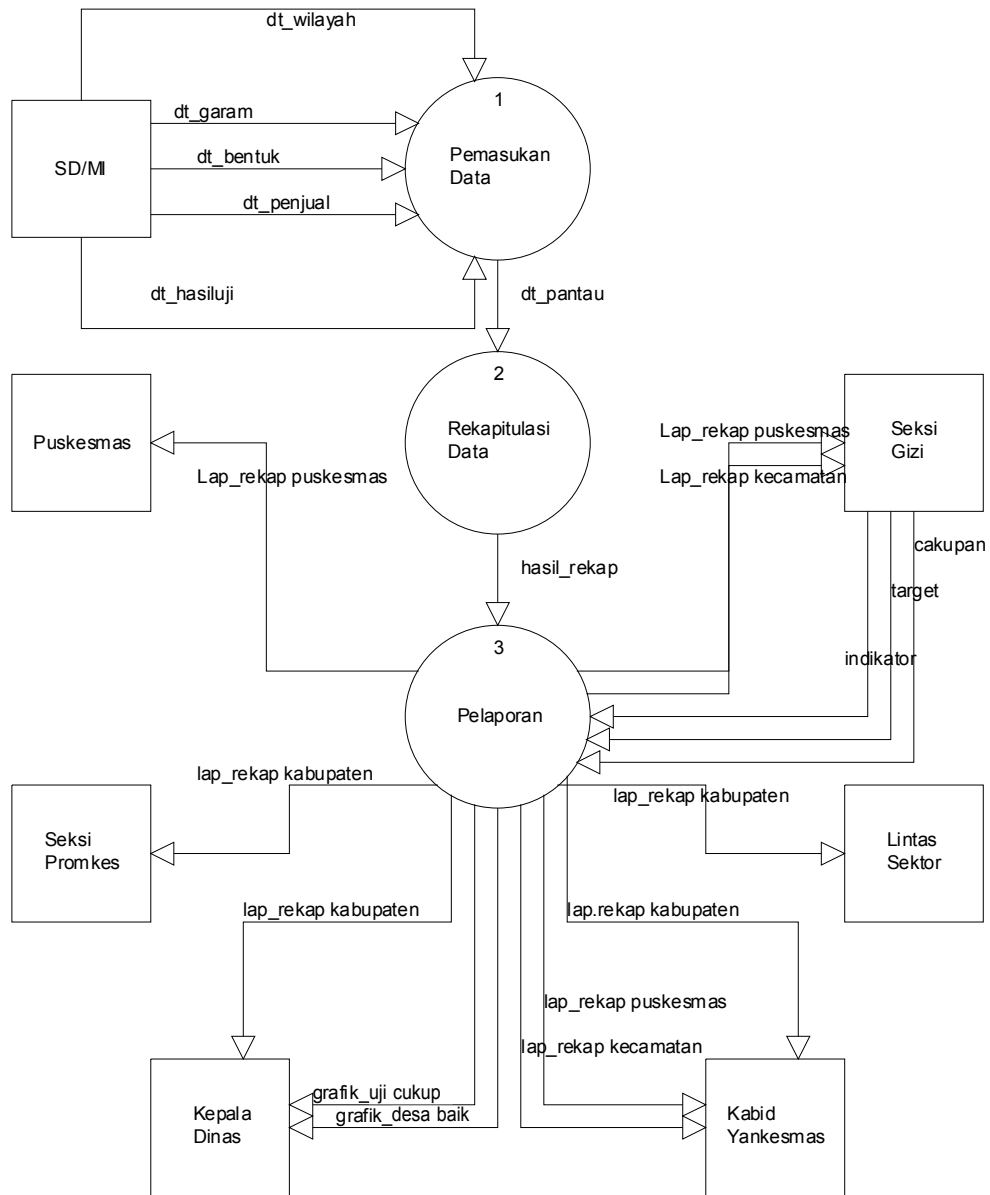 dt_wilayah
1
dt_garam
SD/MI
dt_bentuk
Pemasukan
Data
dt_penjual
dt_hasiluji
dt_pantau
2
Puskesmas
Rekapitulasi
Data
Lap_rekap puskesmas
Lap_rekap puskesmas
Lap_rekap kecamatan
Seksi
Gizi
cakupan
hasil_rekap
target
indikator
3
Pelaporan
lap_rekap kabupaten
lap_rekap kabupaten
Seksi
Promkes
Lintas
Sektor
lap_rekap kabupaten
lap.rekap kabupaten
lap_rekap puskesmas
lap_rekap kecamatan
grafik_uji cukup
grafik_desa baik
Kepala
Dinas
Kabid
Yankesmas